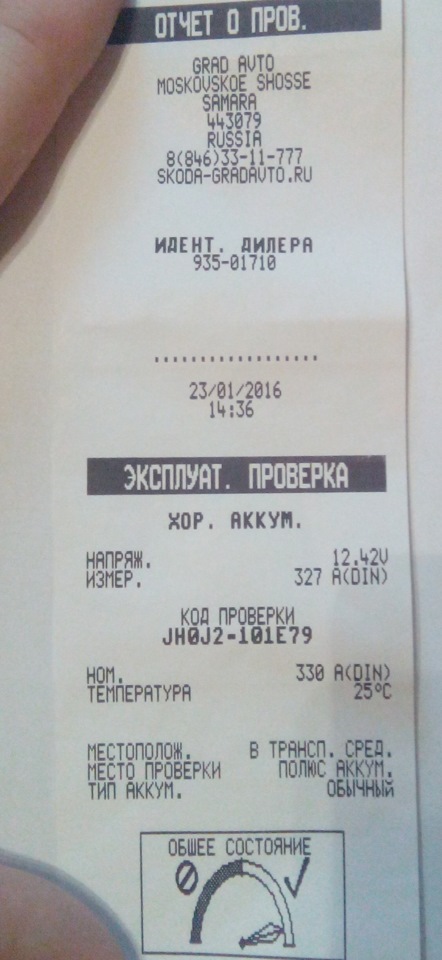 ОТЧЕТ О ПРОВ.
GRAD AVTO
MOSKOVSKOE SHOSSE
SAMARA
443079
RUSSIA
8(846)33-11-777
SKODA-GRADAVTO.RU
ИДЕНТ. ДИЛЕРА
935-01710
..................
23/01/2016
14:36
ЭКСПЛУАТ. ПРОВЕРКА
ХОР. АККУМ.
НАПРЯЖ. 12.42V
ИЗМЕР. 327 A(DIN)
КОД ПРОВЕРКИ
JH0J2-101E79
НОМ. 330 A(DIN)
ТЕМПЕРАТУРА 25°C
МЕСТОПОЛОЖ. В ТРАНСП. СРЕД.
МЕСТО ПРОВЕРКИ ПОЛЮС АККУМ.
ТИП АККУМ. ОБЫЧНЫЙ
ОБЩЕЕ СОСТОЯНИЕ